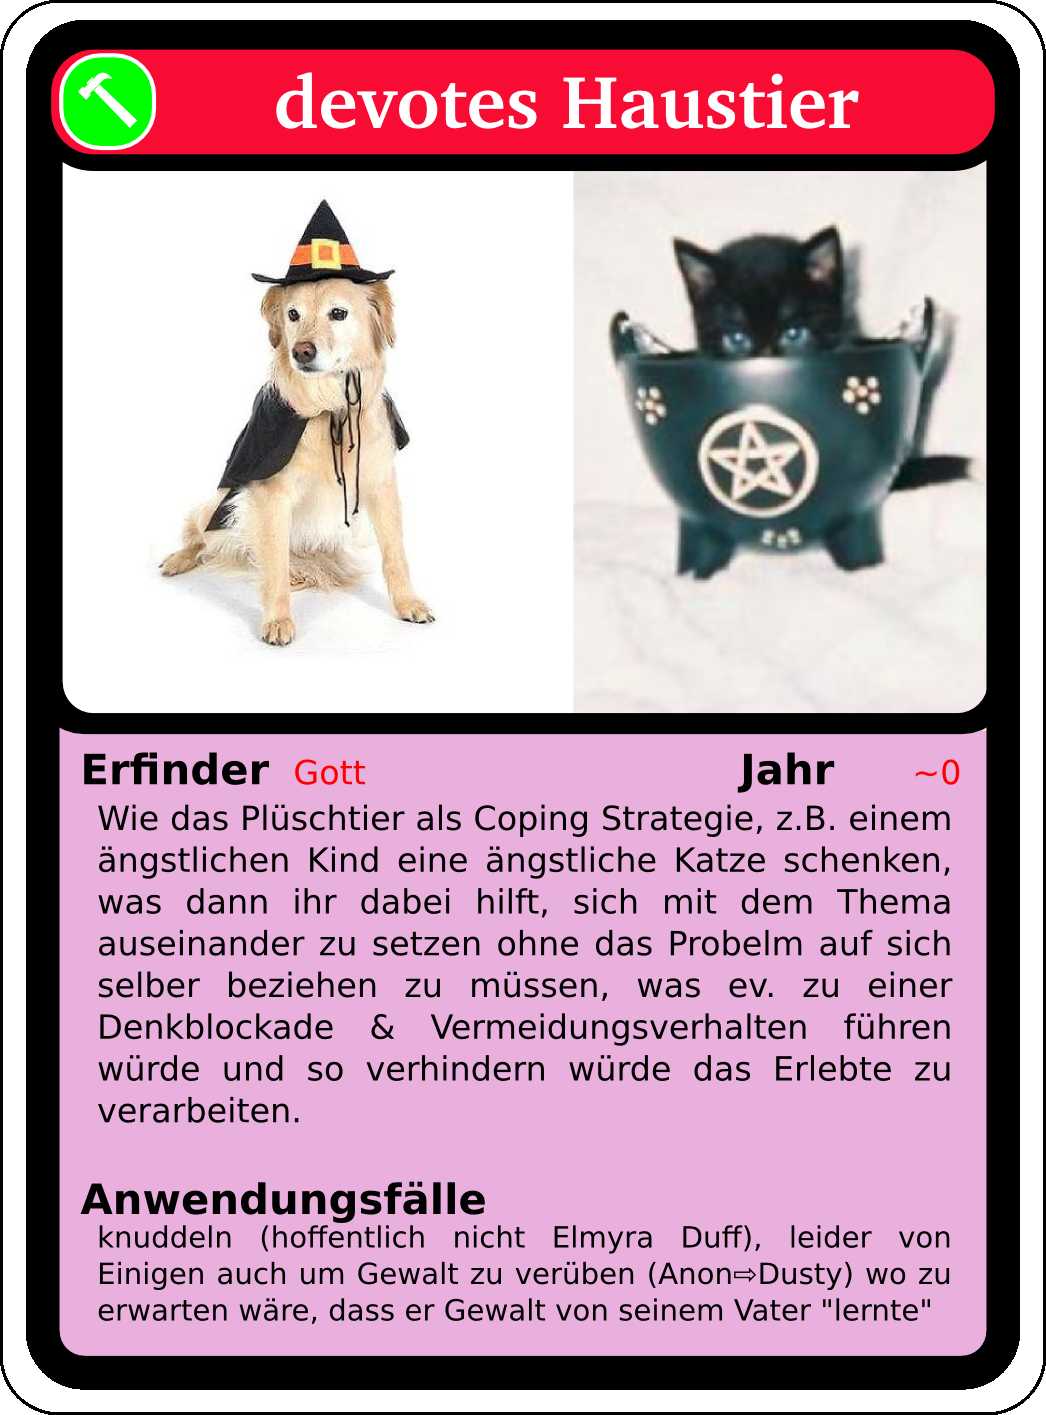 devotes Haustier
Erfinder Gott Jahr ~0
Wie das Plüschtier als Coping Strategie, z.B. einem
ängstlichen Kind eine ängstliche Katze schenken,
was dann ihr dabei hilft, sich mit dem Thema
auseinander zu setzen ohne das Probelm auf sich
selber beziehen zu müssen, was ev. zu einer
Denkblockade & Vermeidungsverhalten führen
würde und so verhindern würde das Erlebte zu
verarbeiten.
Anwendungsfälle
knuddeln (hoffentlich nicht Elmyra Duff), leider von
Einigen auch um Gewalt zu verüben (Anon⇨Dusty) wo zu
erwarten wäre, dass er Gewalt von seinem Vater "lernte"